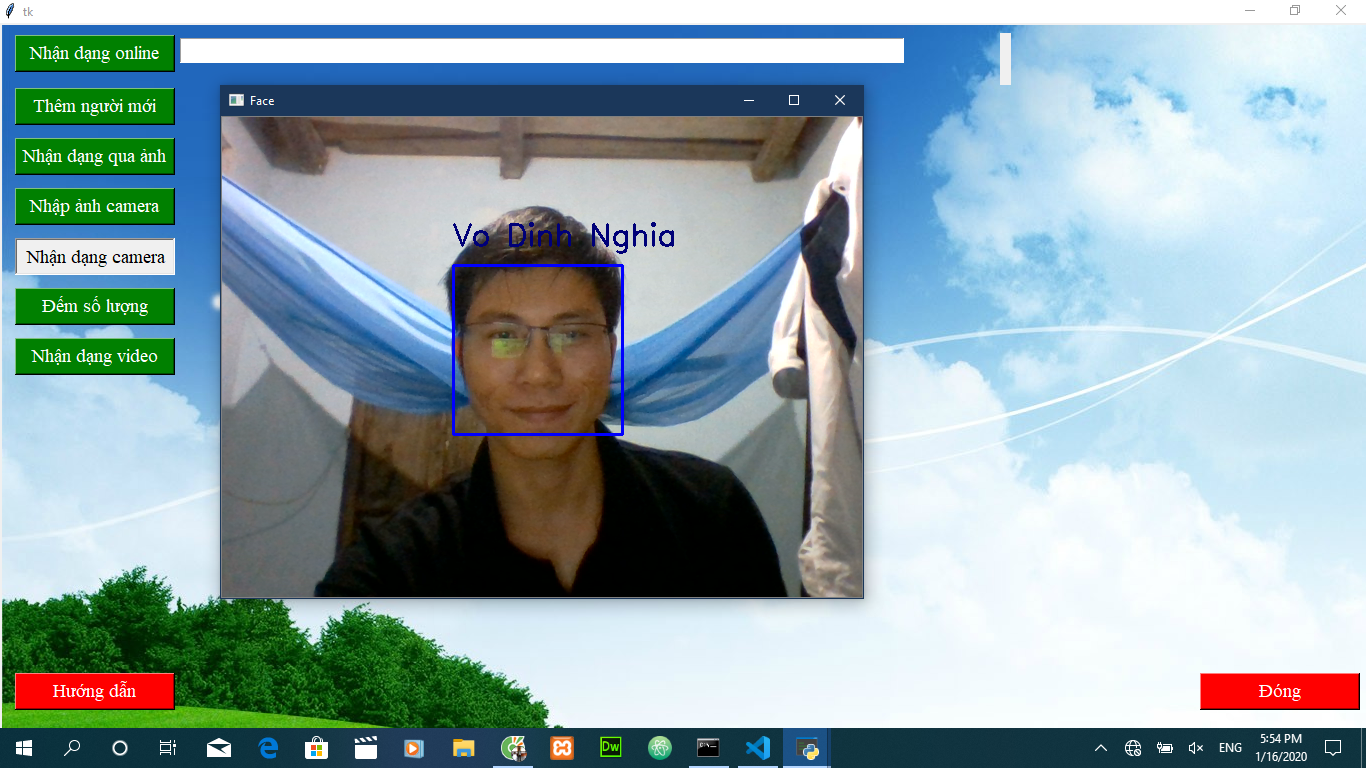 tk
Nhận dạng online
Thêm người mới
Nhận dạng qua ảnh
Nhập ảnh camera
Nhận dạng camera
Đếm số lượng
Nhận dạng video
Face
Vo Dinh Nghia
Hướng dẫn
Đóng
Dw
ENG
5:54 PM
1/16/2020